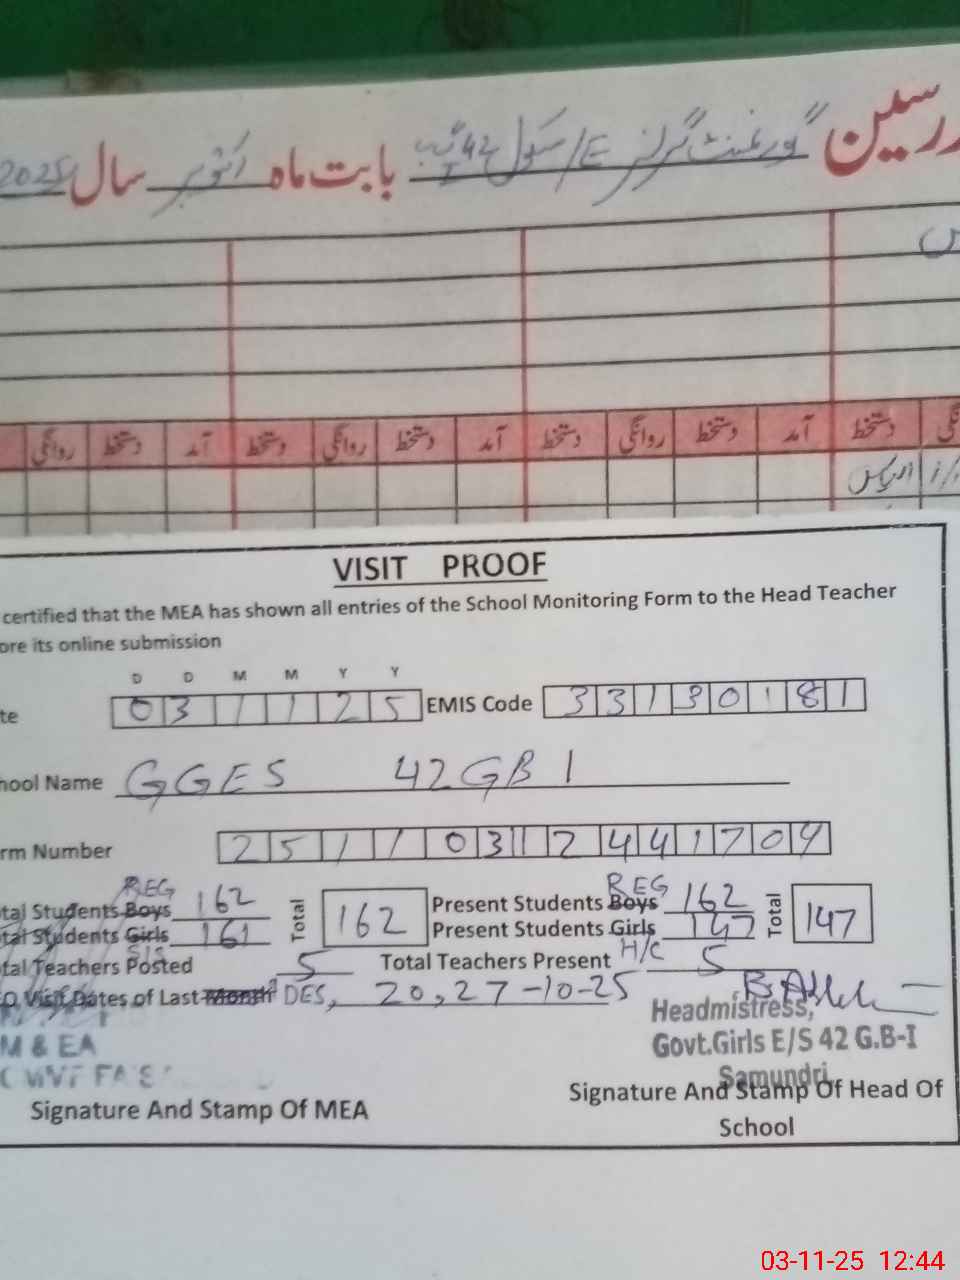 رسین گورنمنٹ گرلز E/سکول 42 گ ب بابت ماہ اکتوبر سال 2025
روانگی دستخط آمد دستخط روانگی دستخط آمد دستخط روانگی دستخط آمد دستخط
VISIT PROOF
certified that the MEA has shown all entries of the School Monitoring Form to the Head Teacher
ore its online submission
D D M M Y Y
te 0 3 1 1 2 5 EMIS Code 3 3 1 3 0 1 8 1
hool Name GGES 42GB 1
rm Number 2 5 1 1 0 3 1 2 4 4 1 7 0 9
REG REG
tal Students Boys 162 Total 162 Present Students Boys 162 Total 147
tal Students Girls 161 Present Students Girls 147
SIS H/C
tal Teachers Posted 5 Total Teachers Present 5
O Visit Dates of Last Month DES, 20, 27-10-25
Headmistress,
M & EA Govt.Girls E/S 42 G.B-I
Samundri
Signature And Stamp Of MEA Signature And Stamp Of Head Of
School
03-11-25 12:44